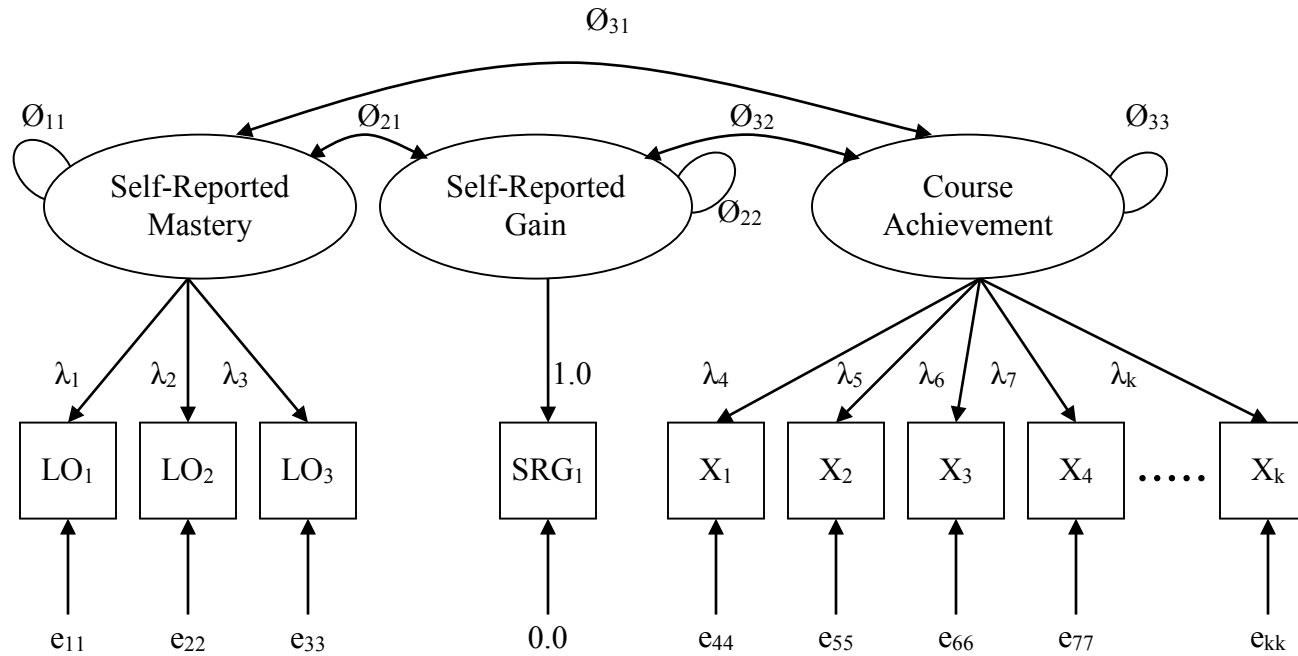 Ø₃₁
Ø₁₁ Ø₂₁ Ø₃₂ Ø₃₃
Self-Reported Mastery
Self-Reported Gain
Course Achievement
Ø₂₂
λ₁ λ₂ λ₃ 1.0 λ₄ λ₅ λ₆ λ₇ λₖ
LO₁ LO₂ LO₃ SRG₁ X₁ X₂ X₃ X₄ ..... Xₖ
e₁₁ e₂₂ e₃₃ 0.0 e₄₄ e₅₅ e₆₆ e₇₇ eₖₖ